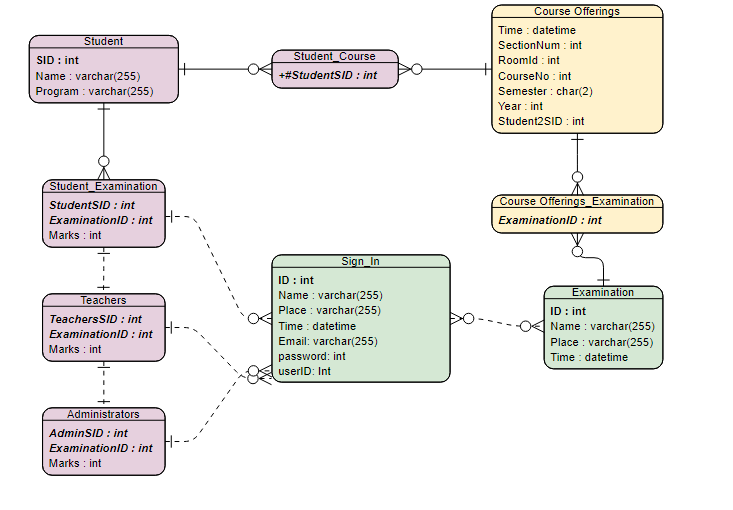 Student
SID : int
Name : varchar(255)
Program : varchar(255)
Student_Course
+#StudentSID : int
Course Offerings
Time : datetime
SectionNum : int
RoomId : int
CourseNo : int
Semester : char(2)
Year : int
Student2SID : int
Student_Examination
StudentSID : int
ExaminationID : int
Marks : int
Course Offerings_Examination
ExaminationID : int
Sign_In
ID : int
Name : varchar(255)
Place : varchar(255)
Time : datetime
Email: varchar(255)
password: int
userID: Int
Examination
ID : int
Name : varchar(255)
Place : varchar(255)
Time : datetime
Teachers
TeachersSID : int
ExaminationID : int
Marks : int
Administrators
AdminSID : int
ExaminationID : int
Marks : int